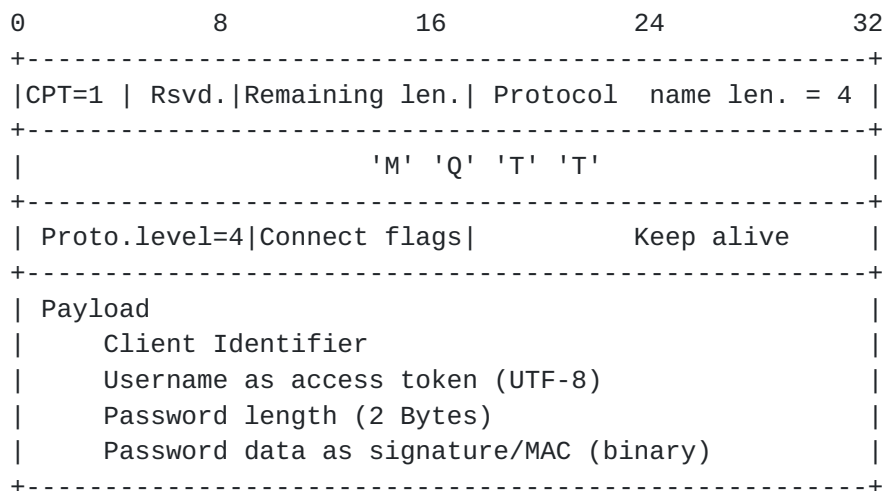 0             8             16             24             32
+------------------------------------------------------+
|CPT=1 | Rsvd.|Remaining len.| Protocol  name len. = 4 |
+------------------------------------------------------+
|                       'M' 'Q' 'T' 'T'                 |
+------------------------------------------------------+
| Proto.level=4|Connect flags|          Keep alive     |
+------------------------------------------------------+
| Payload                                              |
|     Client Identifier                                |
|     Username as access token (UTF-8)                 |
|     Password length (2 Bytes)                        |
|     Password data as signature/MAC (binary)          |
+------------------------------------------------------+